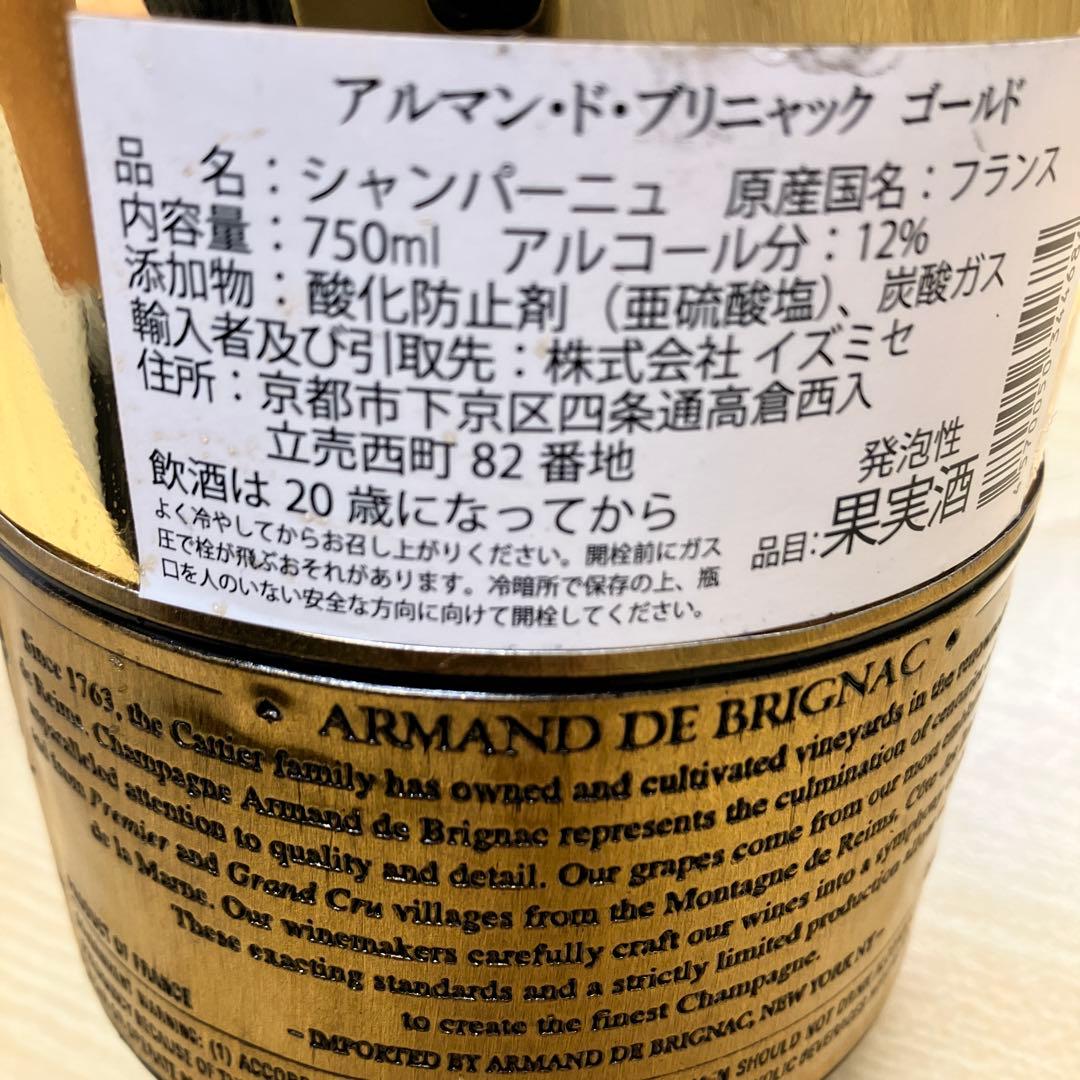 アルマン・ド・ブリニャック ゴールド
品 名：シャンパーニュ 原産国名：フランス
内容量：750ml アルコール分：12%
添加物：酸化防止剤（亜硫酸塩）、炭酸ガス
輸入者及び引取先：株式会社 イズミセ
住所：京都市下京区四条通高倉西入
立売西町 82 番地
飲酒は 20 歳になってから
よく冷やしてからお召し上がりください。開栓前にガス
圧で栓が飛ぶおそれがあります。冷暗所で保存の上、瓶
口を人のいない安全な方向に向けて開栓してください。
発泡性
品目：果実酒
ARMAND DE BRIGNAC
Since 1763, the Cattier family has owned and cultivated vineyards in the
de Reims. Champagne Armand de Brignac represents the culmination of
attention to quality and detail. Our grapes come from our most
Premier and Grand Cru villages from the Montagne de Reims,
de la Marne. Our winemakers carefully craft our wines into a
These exacting standards and a strictly limited production
to create the finest Champagne.
- IMPORTED BY ARMAND DE BRIGNAC, NEW YORK NY -
OF FRANCE
WARNING: (1)
BECAUSE OF
SHOULD NOT